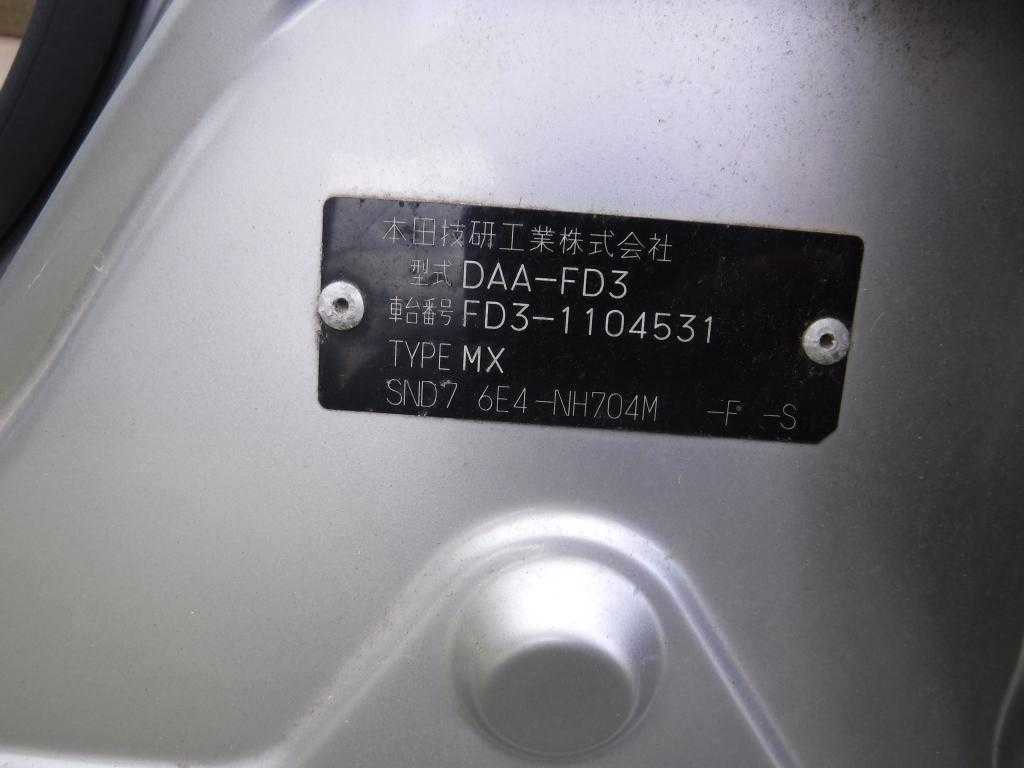 本田技研工業株式会社
型式 DAA-FD3
車台番号 FD3-1104531
TYPE MX
SND7 6E4-NH704M -F -S